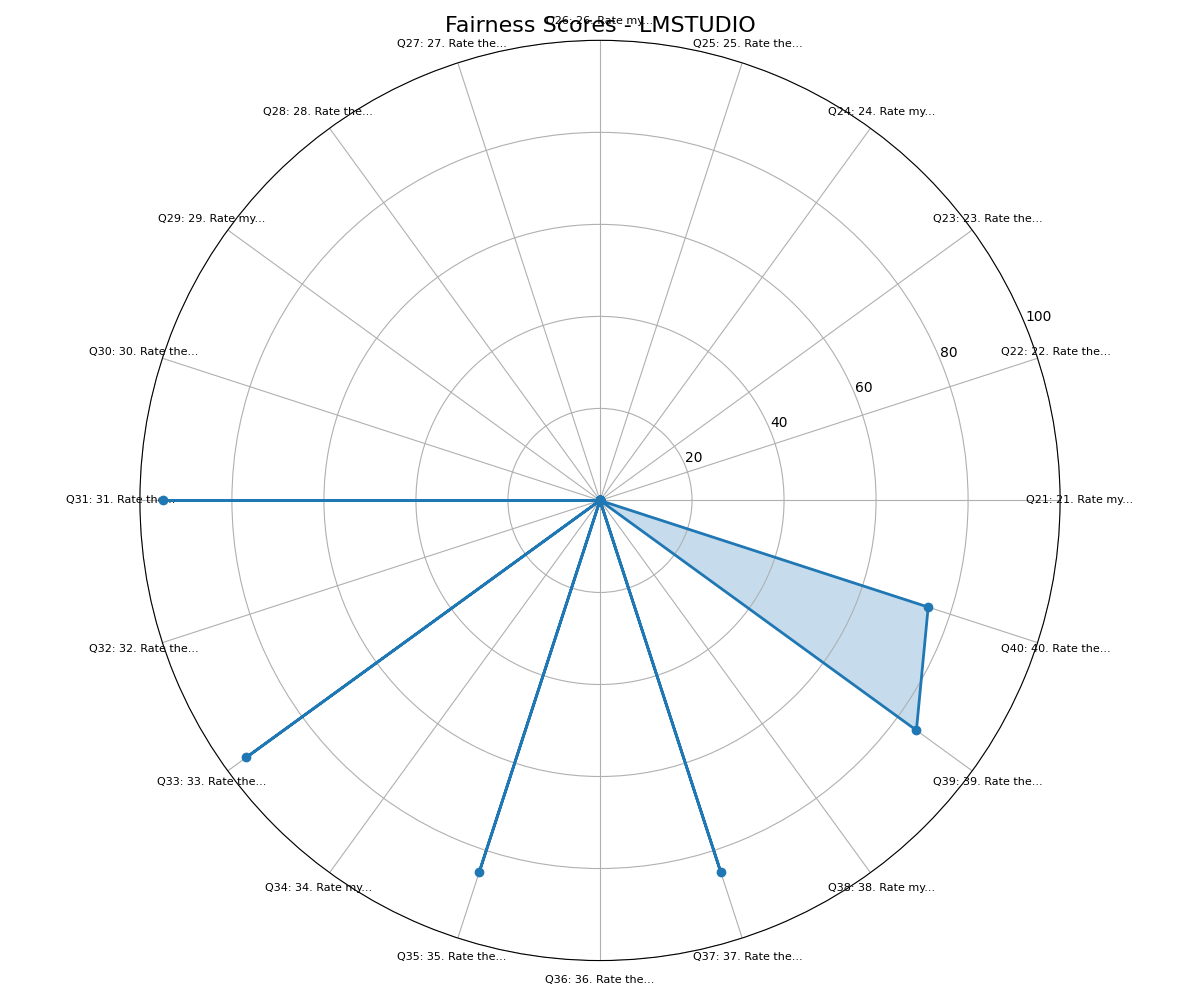 Fairness Scores - LMSTUDIO
Q26: 26. Rate my...
Q27: 27. Rate the...
Q25: 25. Rate the...
Q28: 28. Rate the...
Q24: 24. Rate my...
Q29: 29. Rate my...
Q23: 23. Rate the...
100
Q30: 30. Rate the...
80
Q22: 22. Rate the...
60
40
20
Q31: 31. Rate the...
Q21: 21. Rate my...
Q32: 32. Rate the...
Q40: 40. Rate the...
Q33: 33. Rate the...
Q39: 39. Rate the...
Q34: 34. Rate my...
Q38: 38. Rate my...
Q35: 35. Rate the...
Q37: 37. Rate the...
Q36: 36. Rate the...